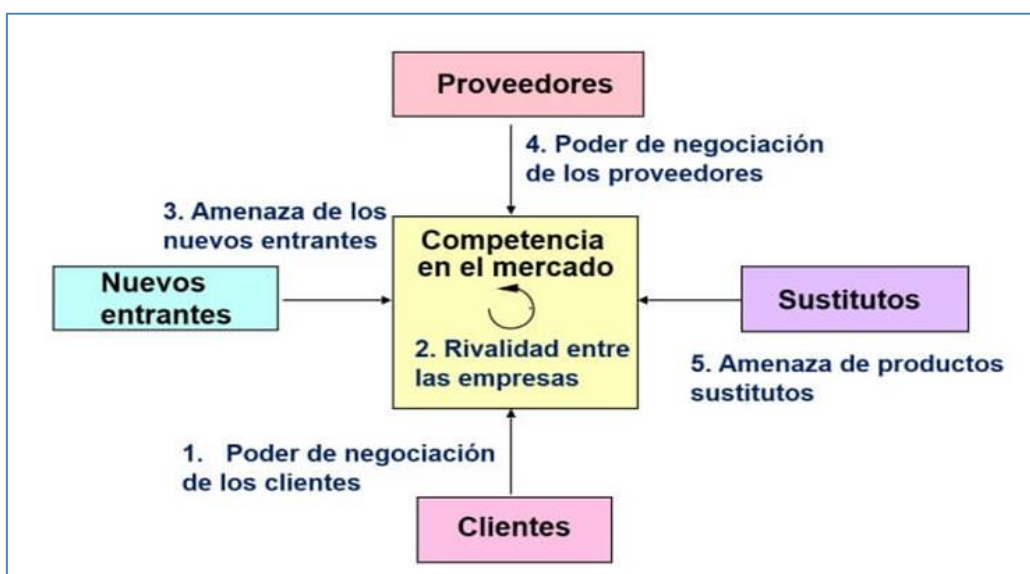 Proveedores
4. Poder de negociación
de los proveedores
3. Amenaza de los
nuevos entrantes
Competencia
en el mercado
Nuevos
entrantes
Sustitutos
2. Rivalidad entre
las empresas
5. Amenaza de productos
sustitutos
1. Poder de negociación
de los clientes
Clientes